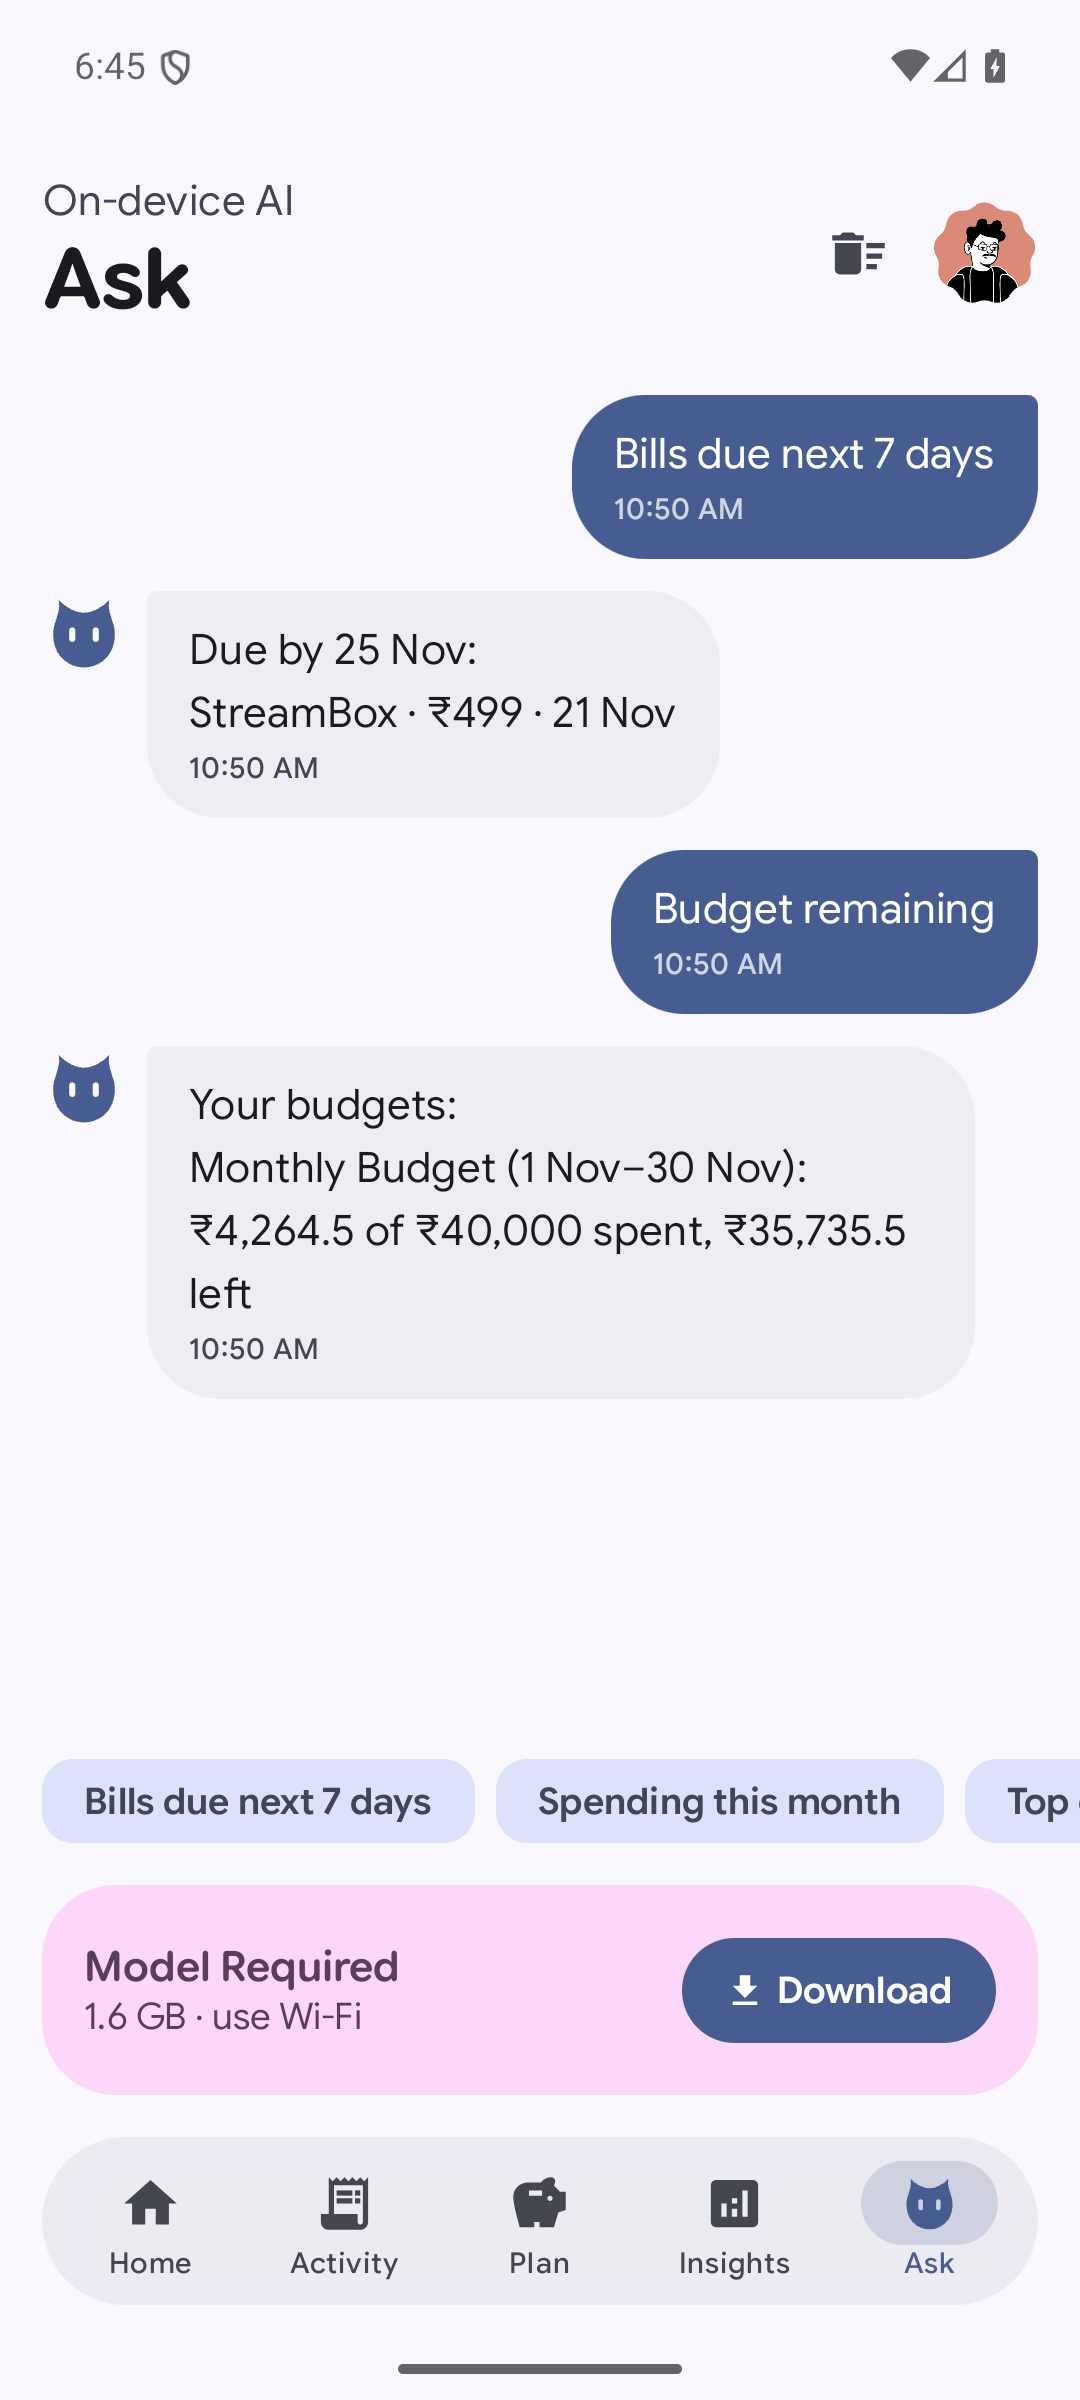 6:45
On-device AI
Ask
Bills due next 7 days
10:50 AM
Due by 25 Nov:
StreamBox · ₹499 · 21 Nov
10:50 AM
Budget remaining
10:50 AM
Your budgets:
Monthly Budget (1 Nov–30 Nov):
₹4,264.5 of ₹40,000 spent, ₹35,735.5
left
10:50 AM
Bills due next 7 days
Spending this month
Top
Model Required
1.6 GB · use Wi-Fi
Download
Home
Activity
Plan
Insights
Ask